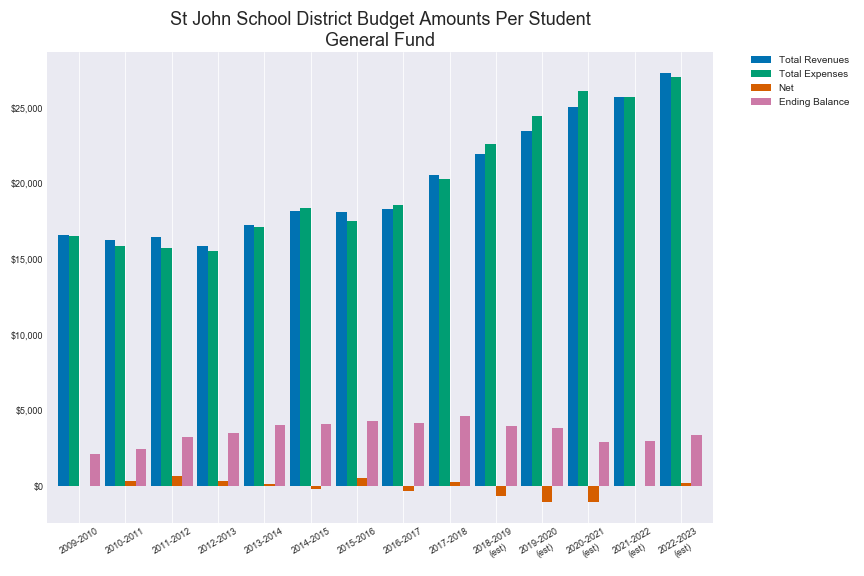 St John School District Budget Amounts Per Student
General Fund
Total Revenues
Total Expenses
Net
Ending Balance
$25,000
$20,000
$15,000
$10,000
$5,000
$0
2009-2010
2010-2011
2011-2012
2012-2013
2013-2014
2014-2015
2015-2016
2016-2017
2017-2018
2018-2019
(est)
2019-2020
(est)
2020-2021
(est)
2021-2022
(est)
2022-2023
(est)